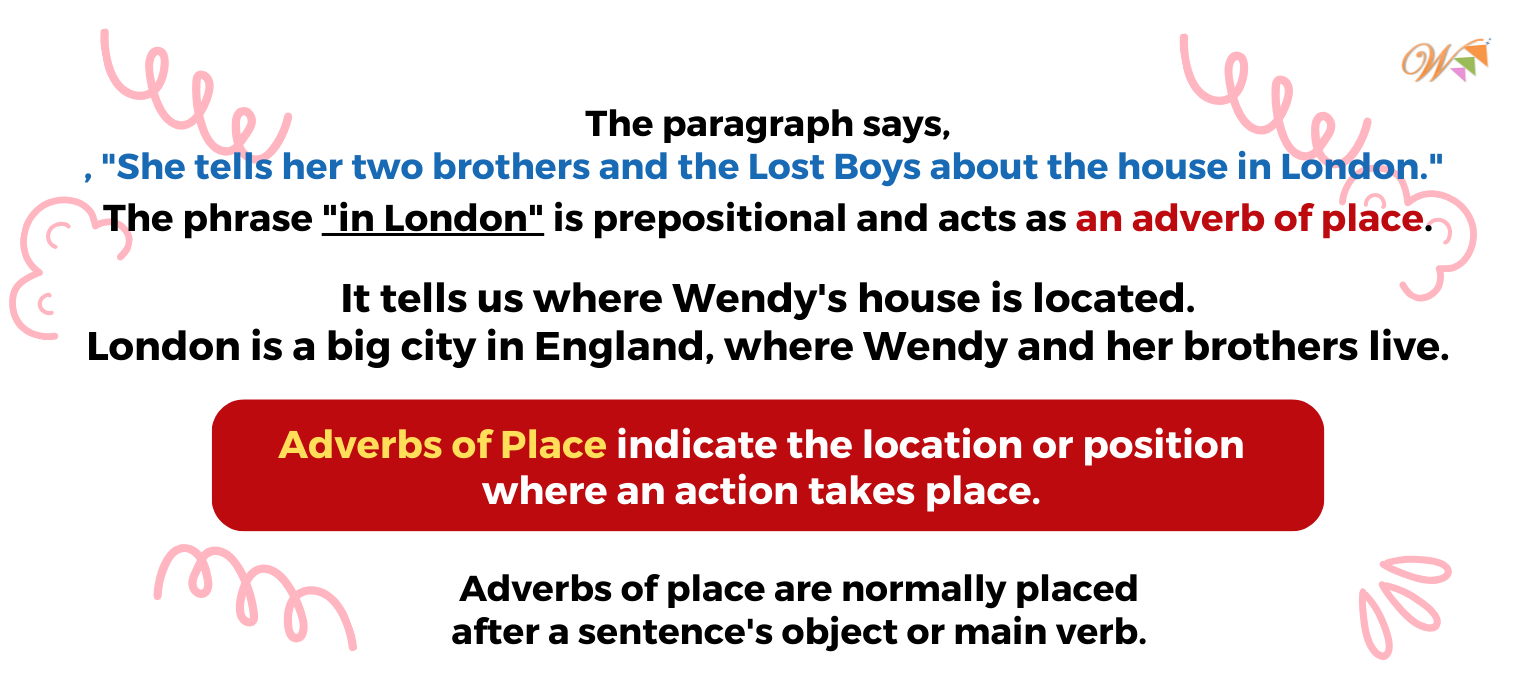 W
The paragraph says,
, "She tells her two brothers and the Lost Boys about the house in London."
The phrase "in London" is prepositional and acts as an adverb of place.
It tells us where Wendy's house is located.
London is a big city in England, where Wendy and her brothers live.
Adverbs of Place indicate the location or position
where an action takes place.
Adverbs of place are normally placed
after a sentence's object or main verb.